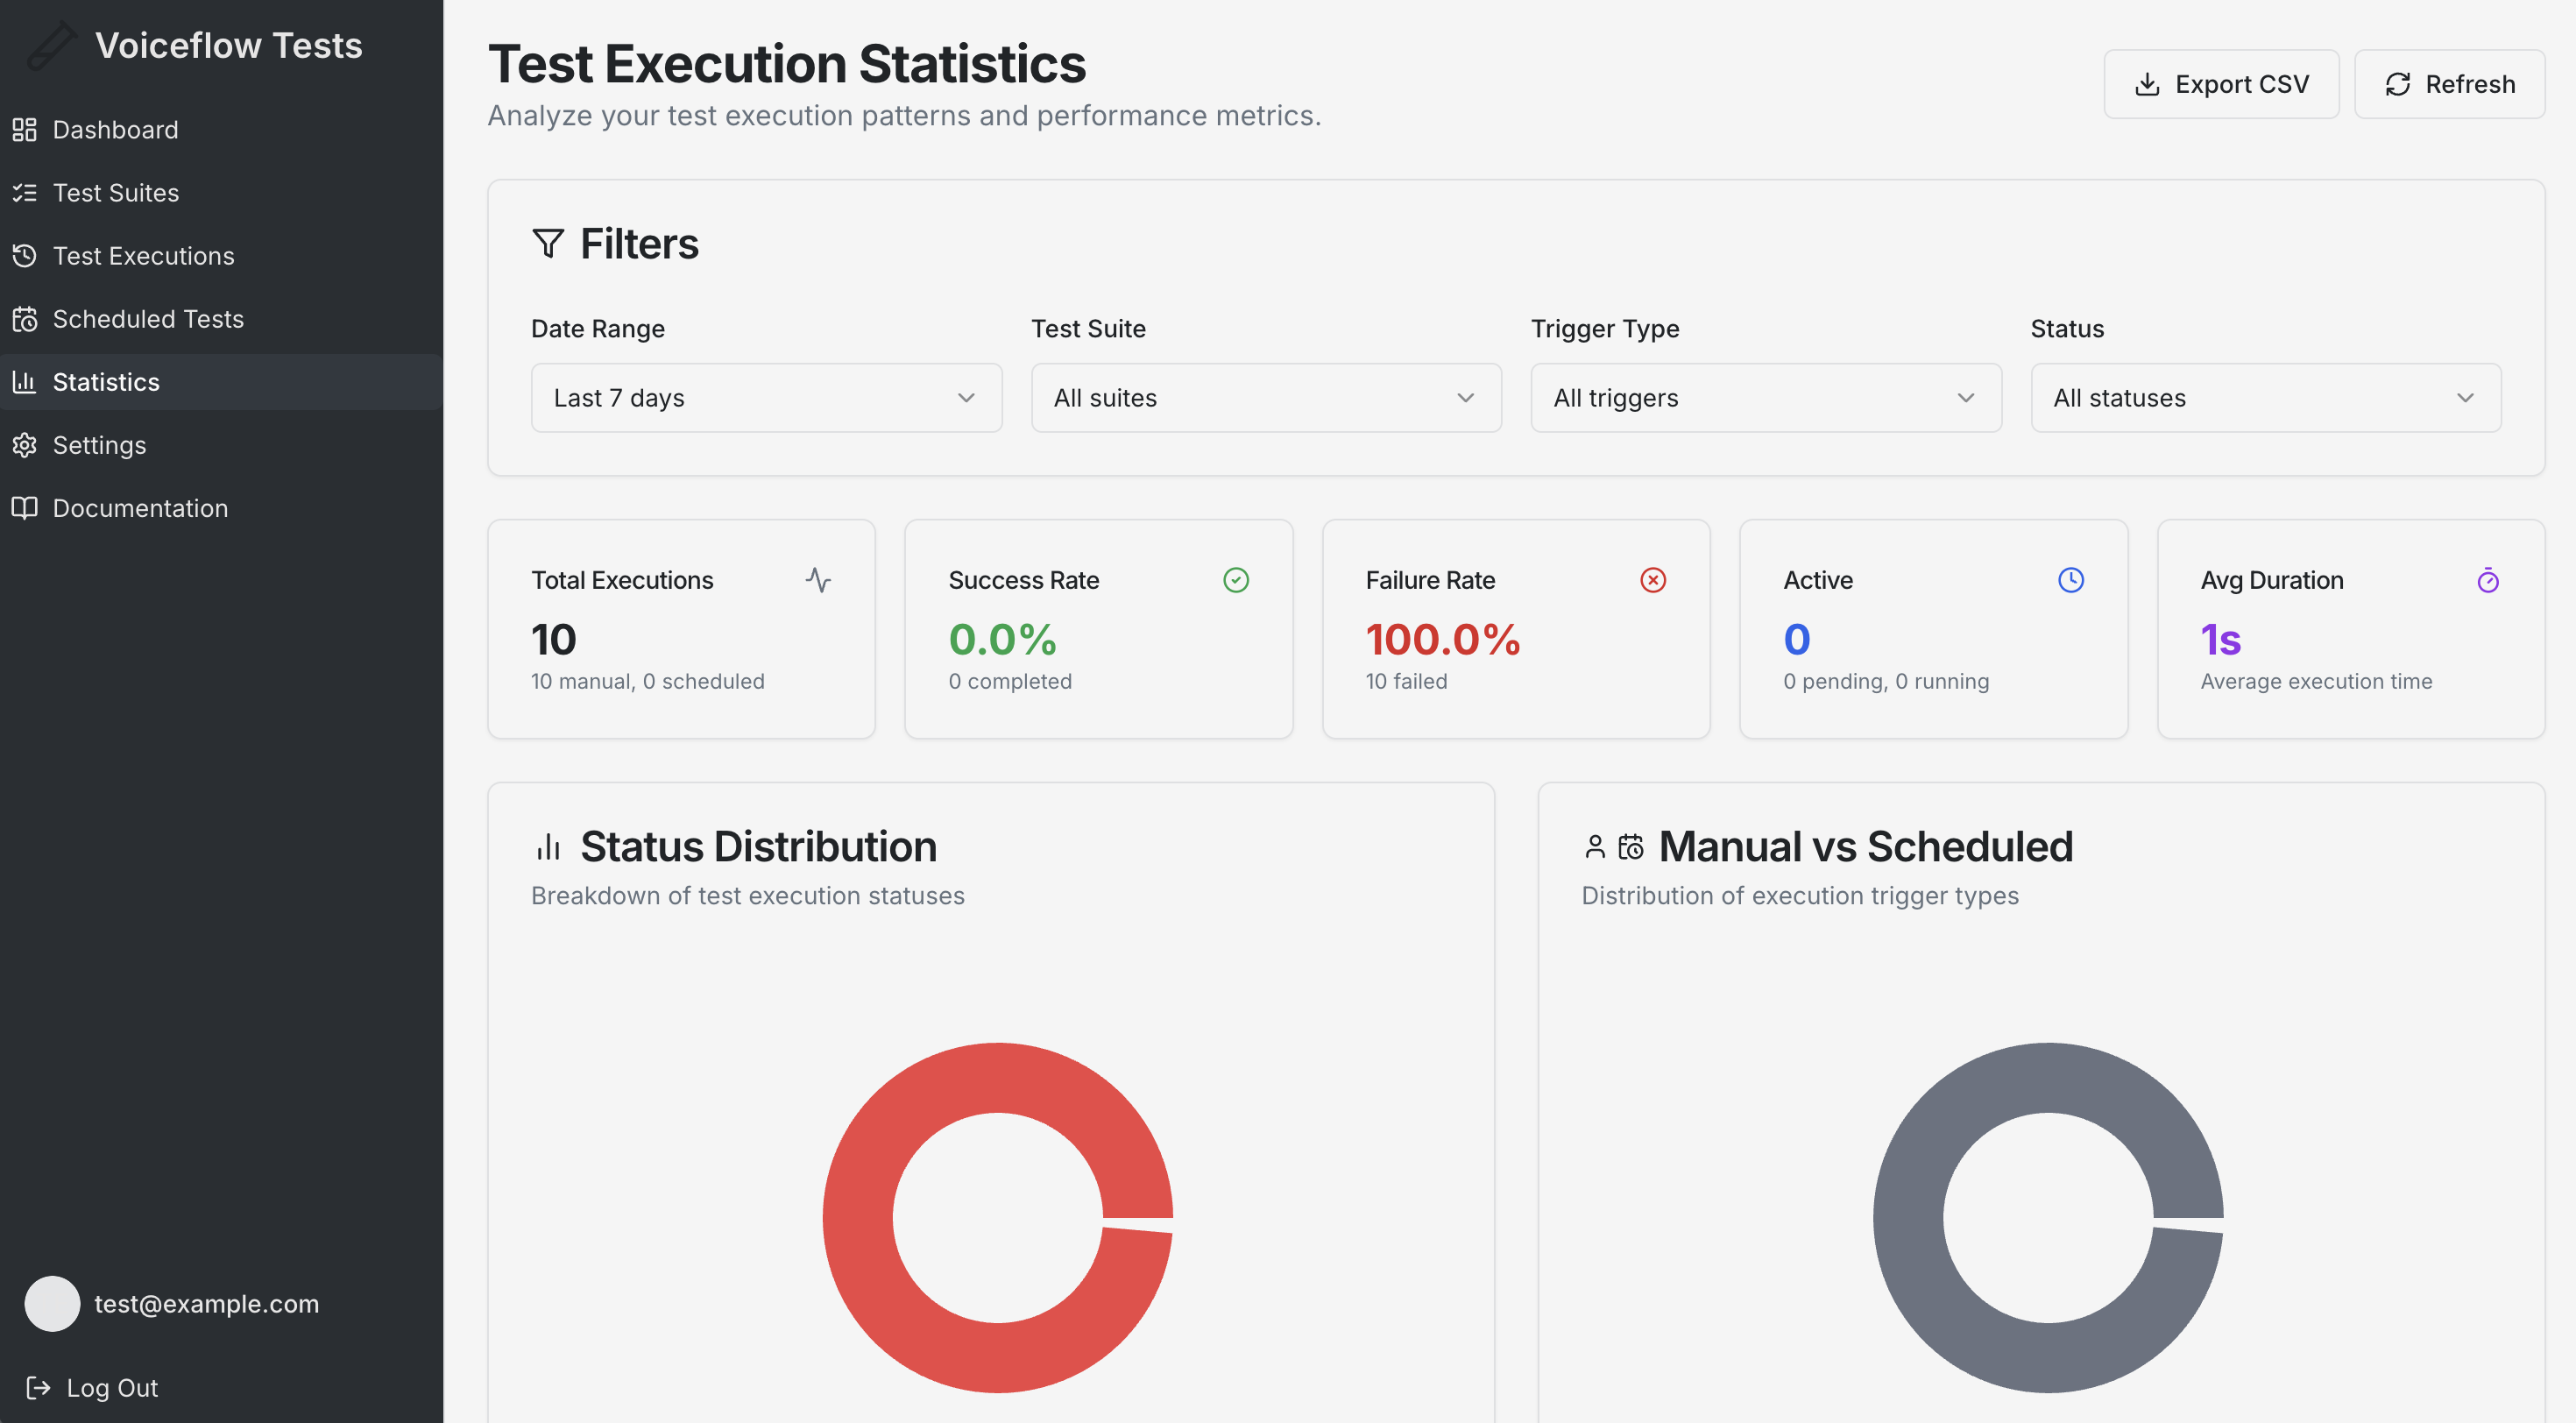 Voiceflow Tests
Dashboard
Test Suites
Test Executions
Scheduled Tests
Statistics
Settings
Documentation
test@example.com
Log Out
Test Execution Statistics
Analyze your test execution patterns and performance metrics.
Export CSV
Refresh
Filters
Date Range
Last 7 days
Test Suite
All suites
Trigger Type
All triggers
Status
All statuses
Total Executions
10
10 manual, 0 scheduled
Success Rate
0.0%
0 completed
Failure Rate
100.0%
10 failed
Active
0
0 pending, 0 running
Avg Duration
1s
Average execution time
Status Distribution
Breakdown of test execution statuses
Manual vs Scheduled
Distribution of execution trigger types